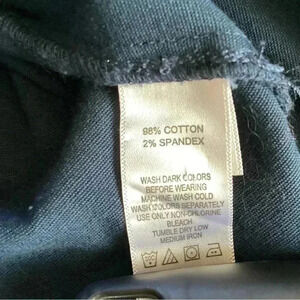 98% COTTON
2% SPANDEX
WASH DARK COLORS
BEFORE WEARING
MACHINE WASH COLD
WASH COLORS SEPARATELY
USE ONLY NON-CHLORINE
BLEACH
TUMBLE DRY LOW
MEDIUM IRON